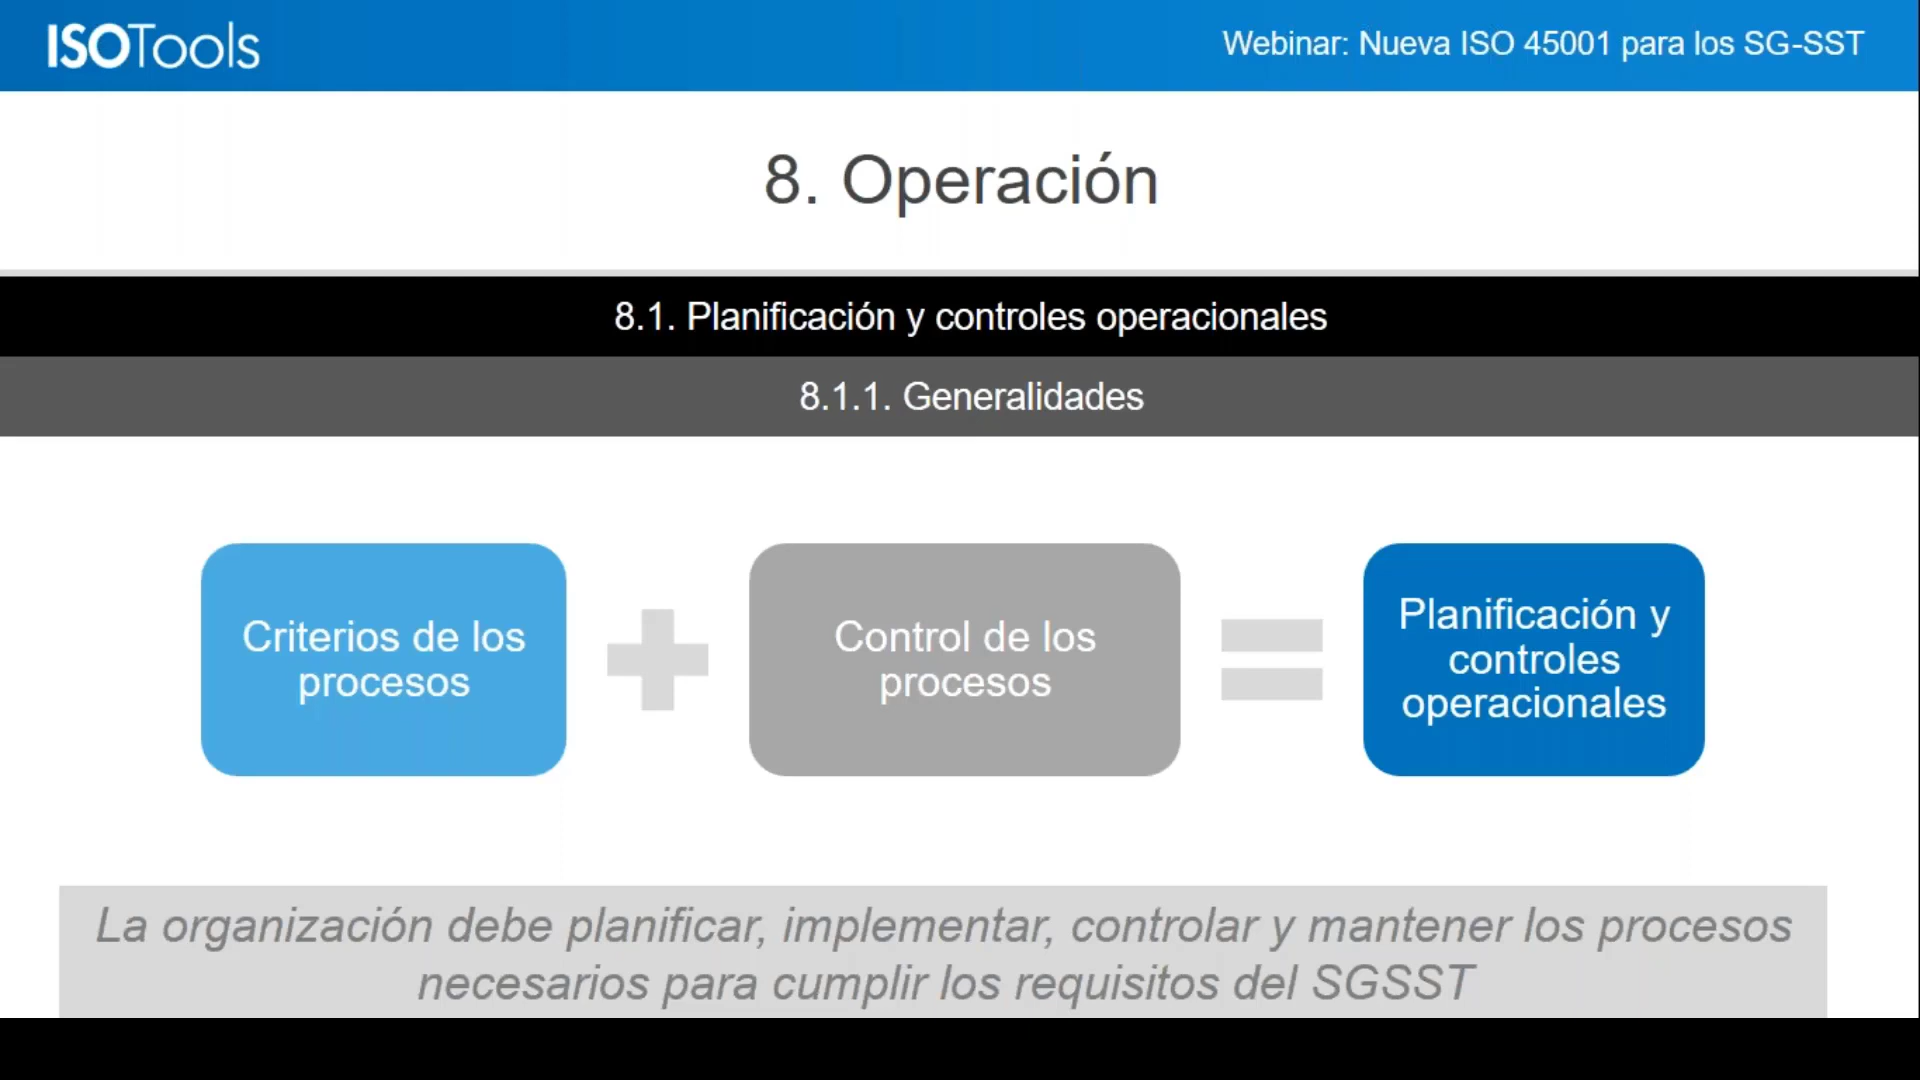 ISOTools
Webinar: Nueva ISO 45001 para los SG-SST
8. Operación
8.1. Planificación y controles operacionales
8.1.1. Generalidades
Criterios de los
procesos
Control de los
procesos
Planificación y
controles
operacionales
La organización debe planificar, implementar, controlar y mantener los procesos
necesarios para cumplir los requisitos del SGSST